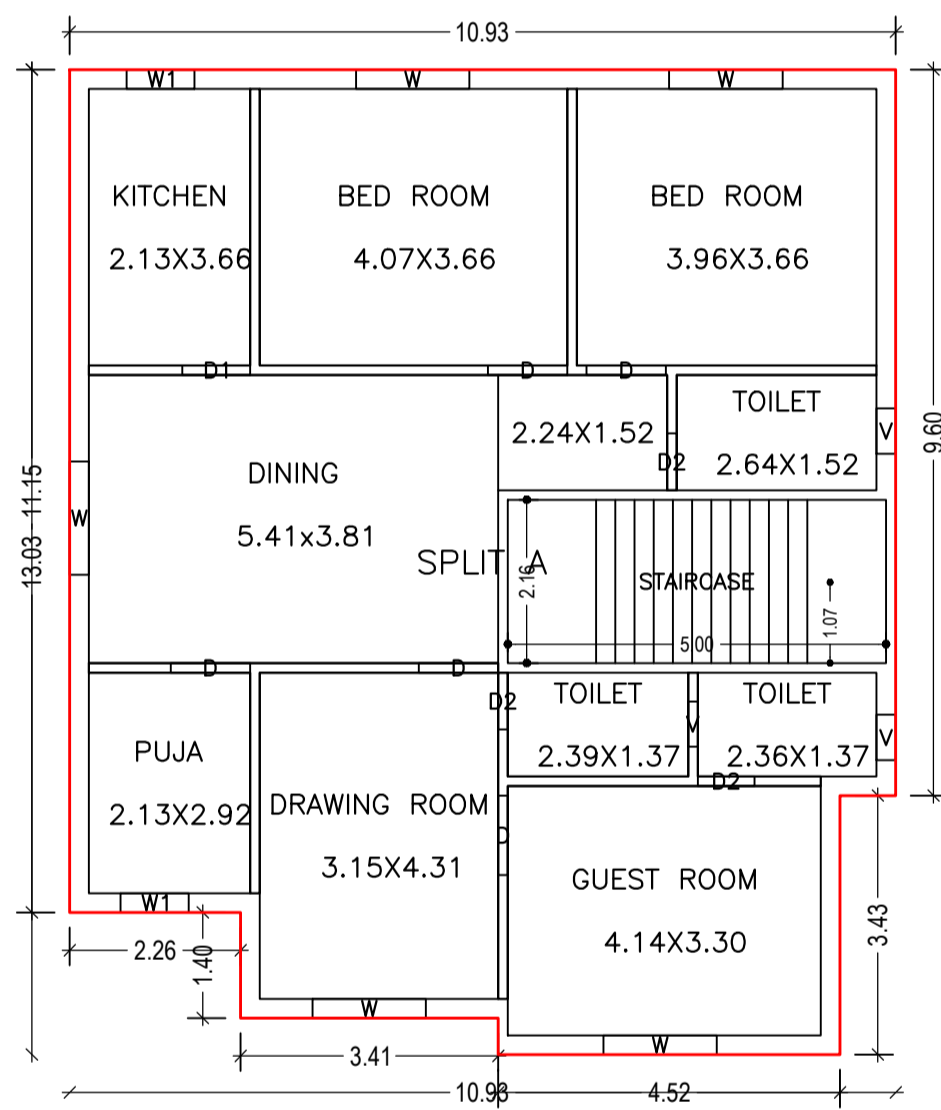 10.93
W1
W
W
KITCHEN
2.13X3.66
BED ROOM
4.07X3.66
BED ROOM
3.96X3.66
D1
D
D
9.60
13.03
11.15
W
DINING
5.41x3.81
2.24X1.52
D2
TOILET
2.64X1.52
V
SPLIT A
2.16
STAIRCASE
5.00
1.07
D
D
D2
TOILET
2.39X1.37
V
TOILET
2.36X1.37
V
D2
PUJA
2.13X2.92
W1
DRAWING ROOM
3.15X4.31
D
W
GUEST ROOM
4.14X3.30
W
3.43
2.26
1.40
3.41
10.93
4.52